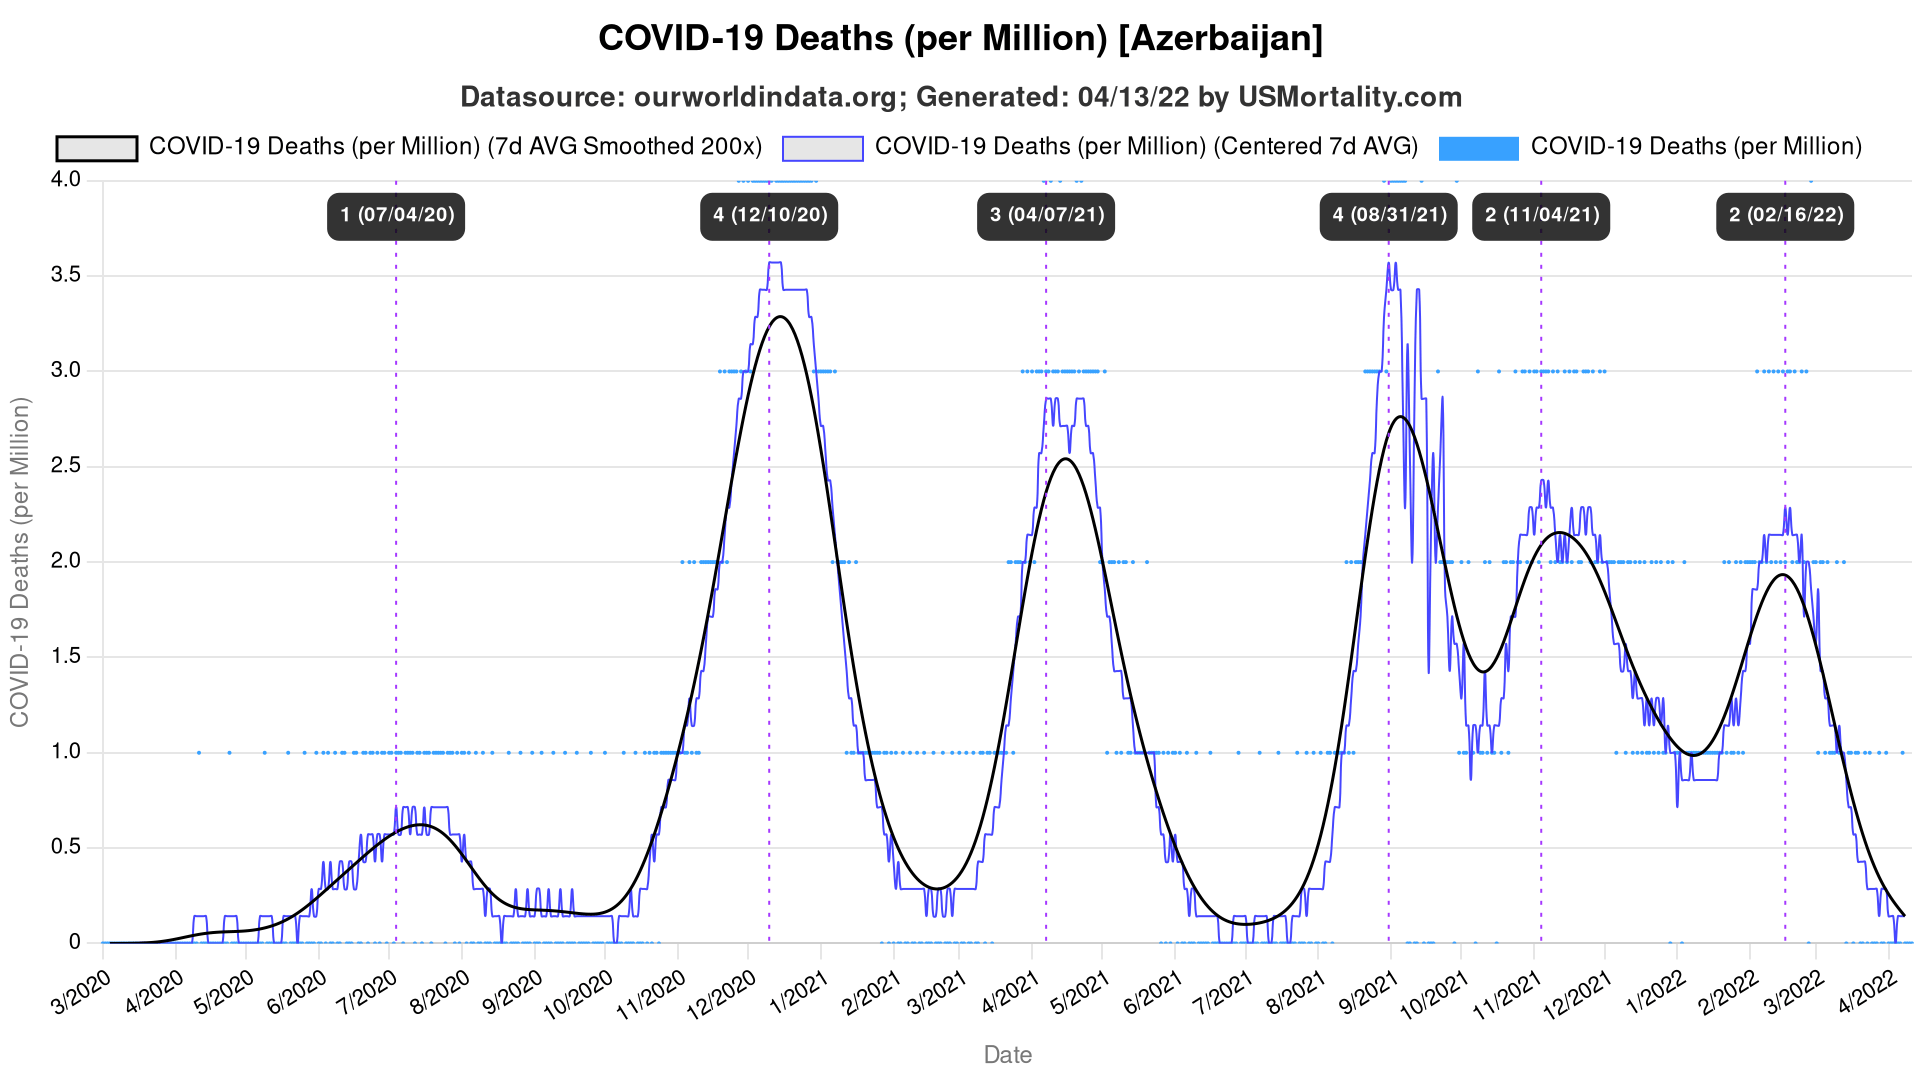 COVID-19 Deaths (per Million) [Azerbaijan]
Datasource: ourworldindata.org; Generated: 04/13/22 by USMortality.com
COVID-19 Deaths (per Million) (7d AVG Smoothed 200x) COVID-19 Deaths (per Million) (Centered 7d AVG) COVID-19 Deaths (per Million)
1 (07/04/20) 4 (12/10/20) 3 (04/07/21) 4 (08/31/21) 2 (11/04/21) 2 (02/16/22)
COVID-19 Deaths (per Million)
4.0
3.5
3.0
2.5
2.0
1.5
1.0
0.5
0
3/2020 4/2020 5/2020 6/2020 7/2020 8/2020 9/2020 10/2020 11/2020 12/2020 1/2021 2/2021 3/2021 4/2021 5/2021 6/2021 7/2021 8/2021 9/2021 10/2021 11/2021 12/2021 1/2022 2/2022 3/2022 4/2022
Date